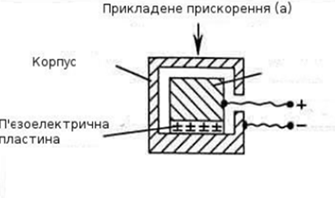 Прикладене прискорення (а)
Корпус
+
−
П'єзоелектрична
пластина